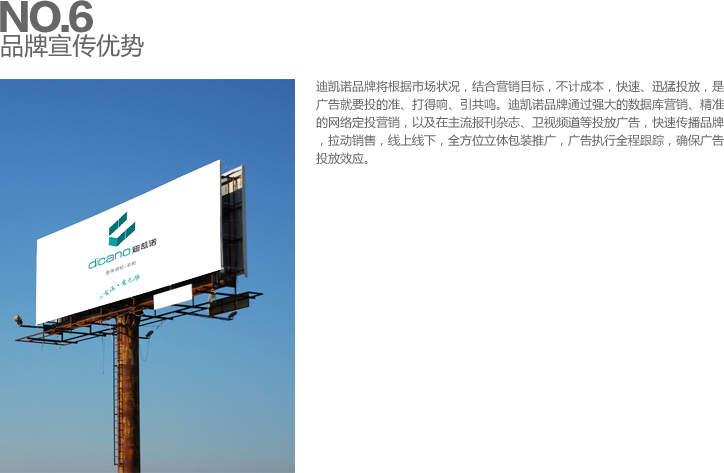 NO.6
品牌宣传优势
迪凯诺品牌将根据市场状况，结合营销目标，不计成本，快速、迅猛投放，是
广告就要投的准、打得响、引共鸣。迪凯诺品牌通过强大的数据库营销、精准
的网络定投营销，以及在主流报刊杂志、卫视频道等投放广告，快速传播品牌
，拉动销售，线上线下，全方位立体包装推广，广告执行全程跟踪，确保广告
投放效应。
dicano迪凯诺